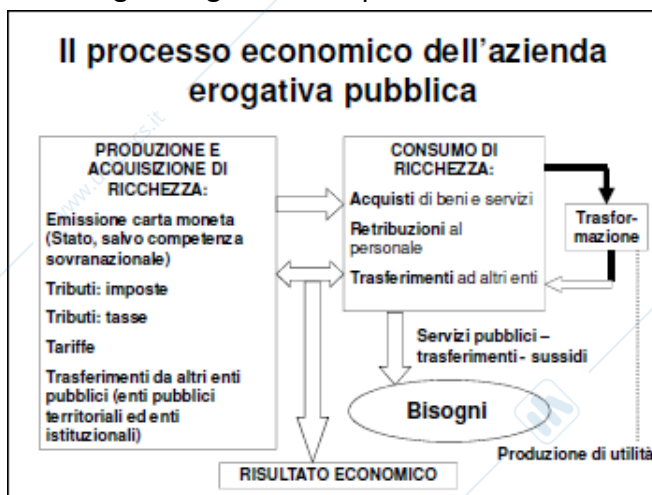 Il processo economico dell'azienda
erogativa pubblica
PRODUZIONE E
ACQUISIZIONE DI
RICCHEZZA:
Emissione carta moneta
(Stato, salvo competenza
sovranazionale)
Tributi: imposte
Tributi: tasse
Tariffe
Trasferimenti da altri enti
pubblici (enti pubblici
territoriali ed enti
istituzionali)
CONSUMO DI
RICCHEZZA:
Acquisti di beni e servizi
Retribuzioni al
personale
Trasferimenti ad altri enti
Trasfor-
mazione
Servizi pubblici –
trasferimenti - sussidi
Bisogni
Produzione di utilità
RISULTATO ECONOMICO